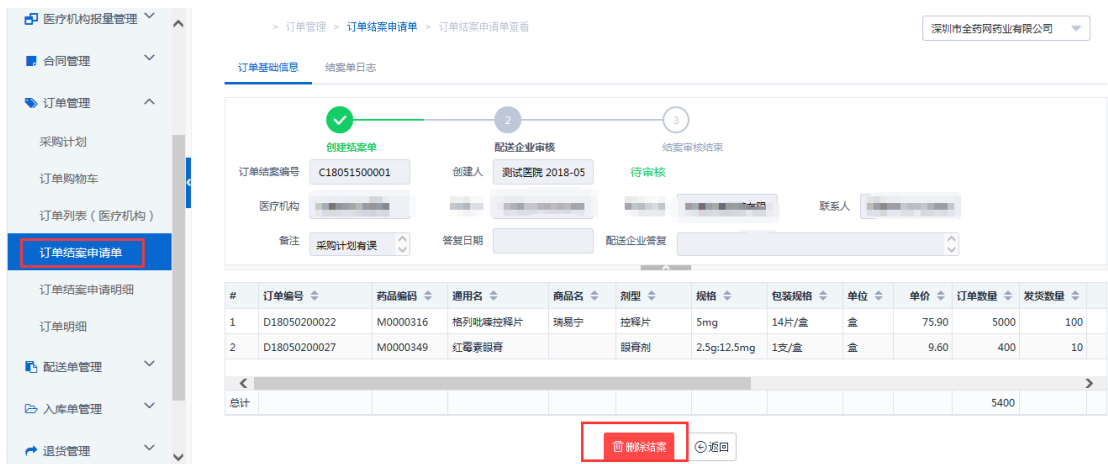 医疗机构报量管理
合同管理
订单管理
采购计划
订单购物车
订单列表（医疗机构）
订单结案申请单
订单结案申请明细
订单明细
配送单管理
入库单管理
退货管理
> 订单管理 > 订单结案申请单 > 订单结案申请单查看
深圳市全药网药业有限公司
订单基础信息 结案单日志
2 3
创建结案单 配送企业审核 结案审核结束
订单结案编号 C18051500001 创建人 测试医院 2018-05 待审核
医疗机构 联系人
备注 采购计划有误 答复日期 配送企业答复
# 订单编号 药品编码 通用名 商品名 剂型 规格 包装规格 单位 单价 订单数量 发货数量
1 D18050200022 M0000316 格列吡嗪控释片 瑞易宁 控释片 5mg 14片/盒 盒 75.90 5000 100
2 D18050200027 M0000349 红霉素眼膏 眼膏剂 2.5g:12.5mg 1支/盒 盒 9.60 400 10
总计 5400
删除结案 返回